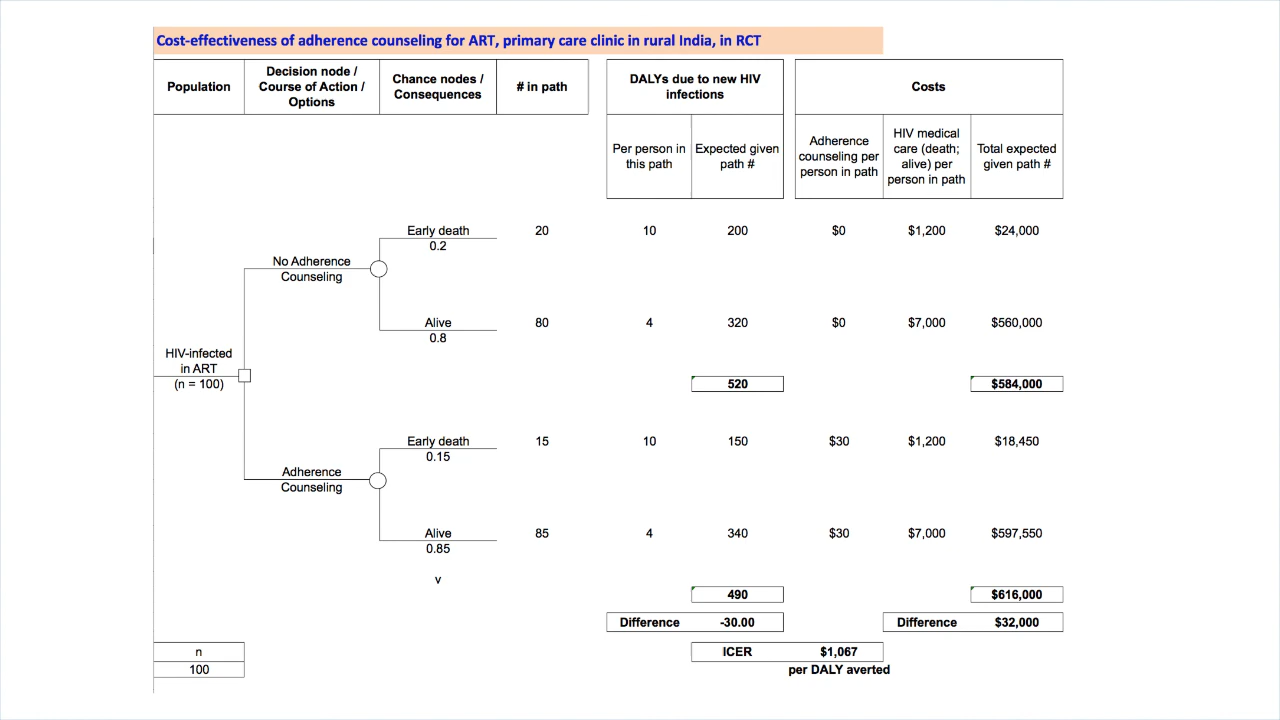 Cost-effectiveness of adherence counseling for ART, primary care clinic in rural India, in RCT
Population
Decision node /
Course of Action /
Options
Chance nodes /
Consequences
# in path
DALYs due to new HIV
infections
Costs
Per person in
this path
Expected given
path #
Adherence
counseling per
person in path
HIV medical
care (death;
alive) per
person in path
Total expected
given path #
Early death
0.2
20 10 200 $0 $1,200 $24,000
No Adherence
Counseling
Alive
0.8
80 4 320 $0 $7,000 $560,000
HIV-infected
in ART
(n = 100)
520 $584,000
Early death
0.15
15 10 150 $30 $1,200 $18,450
Adherence
Counseling
Alive
0.85
85 4 340 $30 $7,000 $597,550
v
490 $616,000
Difference -30.00 Difference $32,000
n
100
ICER $1,067
per DALY averted